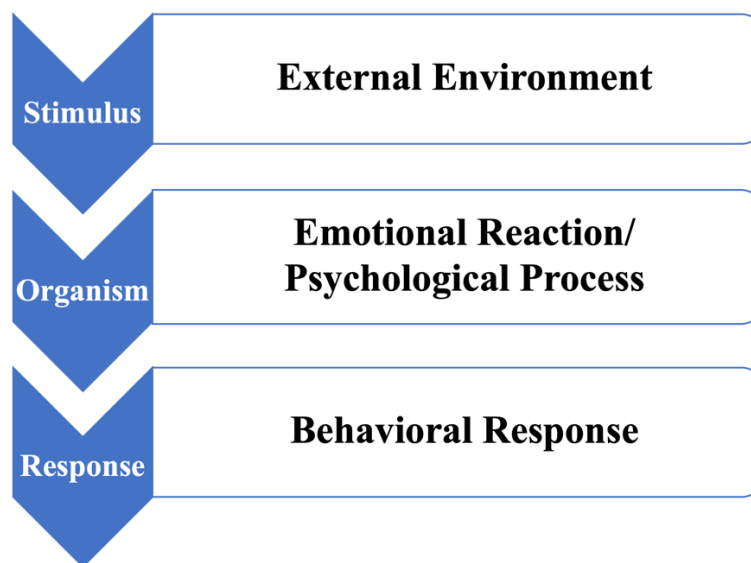 Stimulus
External Environment
Organism
Emotional Reaction/
Psychological Process
Response
Behavioral Response